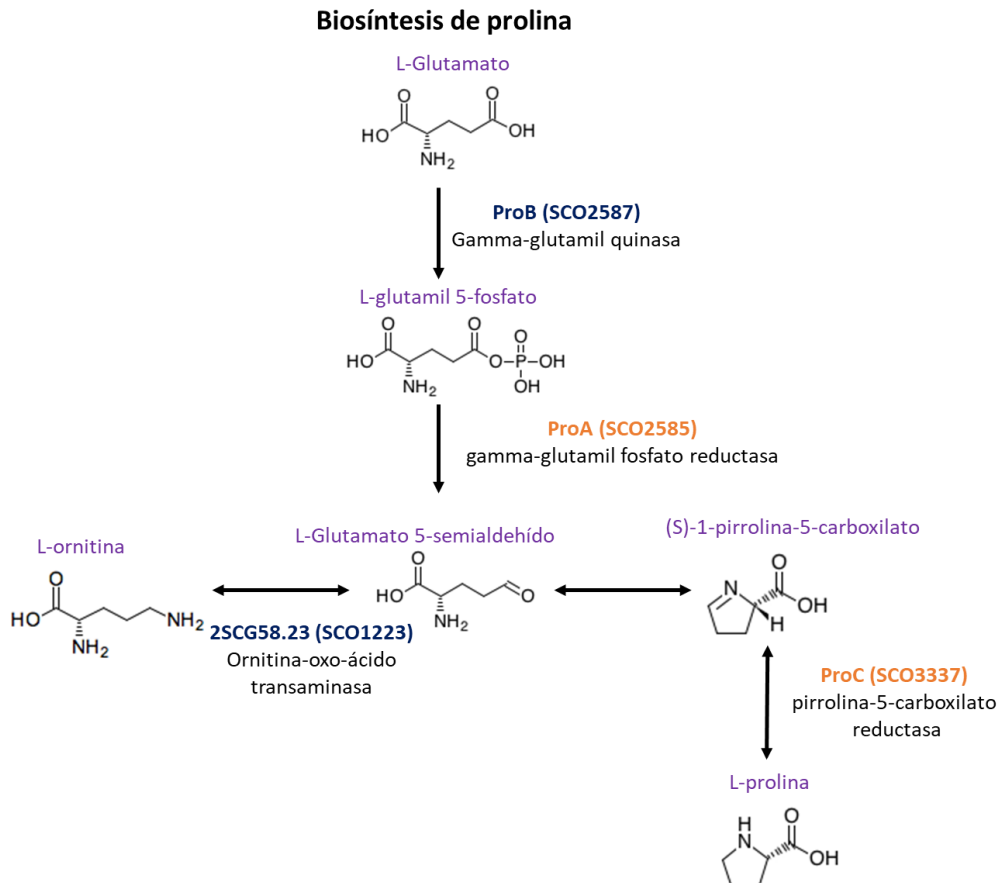 Biosíntesis de prolina
L-Glutamato
O
O
HO
OH
NH2
ProB (SCO2587)
Gamma-glutamil quinasa
L-glutamil 5-fosfato
O
O
O
HO
O
P
OH
NH2
OH
ProA (SCO2585)
gamma-glutamil fosfato reductasa
L-ornitina
L-Glutamato 5-semialdehído
(S)-1-pirrolina-5-carboxilato
O
HO
NH2
NH2
O
HO
O
NH2
O
N
OH
H
2SCG58.23 (SCO1223)
Ornitina-oxo-ácido
transaminasa
ProC (SCO3337)
pirrolina-5-carboxilato
reductasa
L-prolina
H
N
O
OH